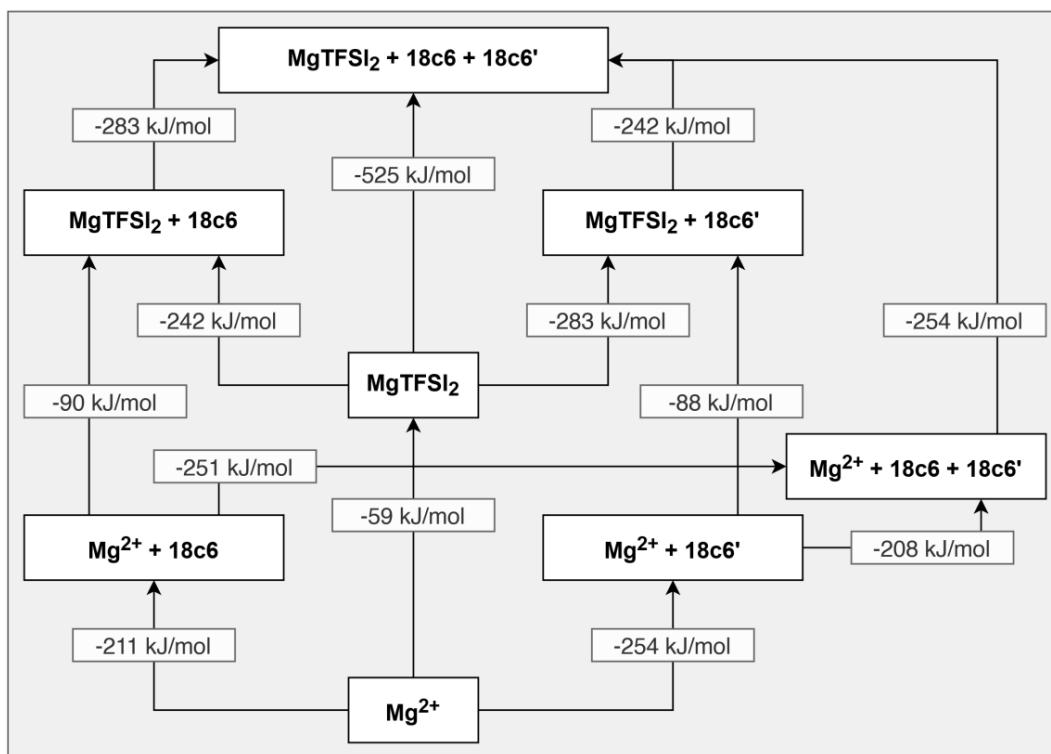 MgTFSI₂ + 18c6 + 18c6'
-283 kJ/mol
-242 kJ/mol
-525 kJ/mol
MgTFSI₂ + 18c6
MgTFSI₂ + 18c6'
-242 kJ/mol
-283 kJ/mol
-254 kJ/mol
MgTFSI₂
-90 kJ/mol
-88 kJ/mol
-251 kJ/mol
Mg²⁺ + 18c6 + 18c6'
-59 kJ/mol
Mg²⁺ + 18c6
Mg²⁺ + 18c6'
-208 kJ/mol
-211 kJ/mol
-254 kJ/mol
Mg²⁺